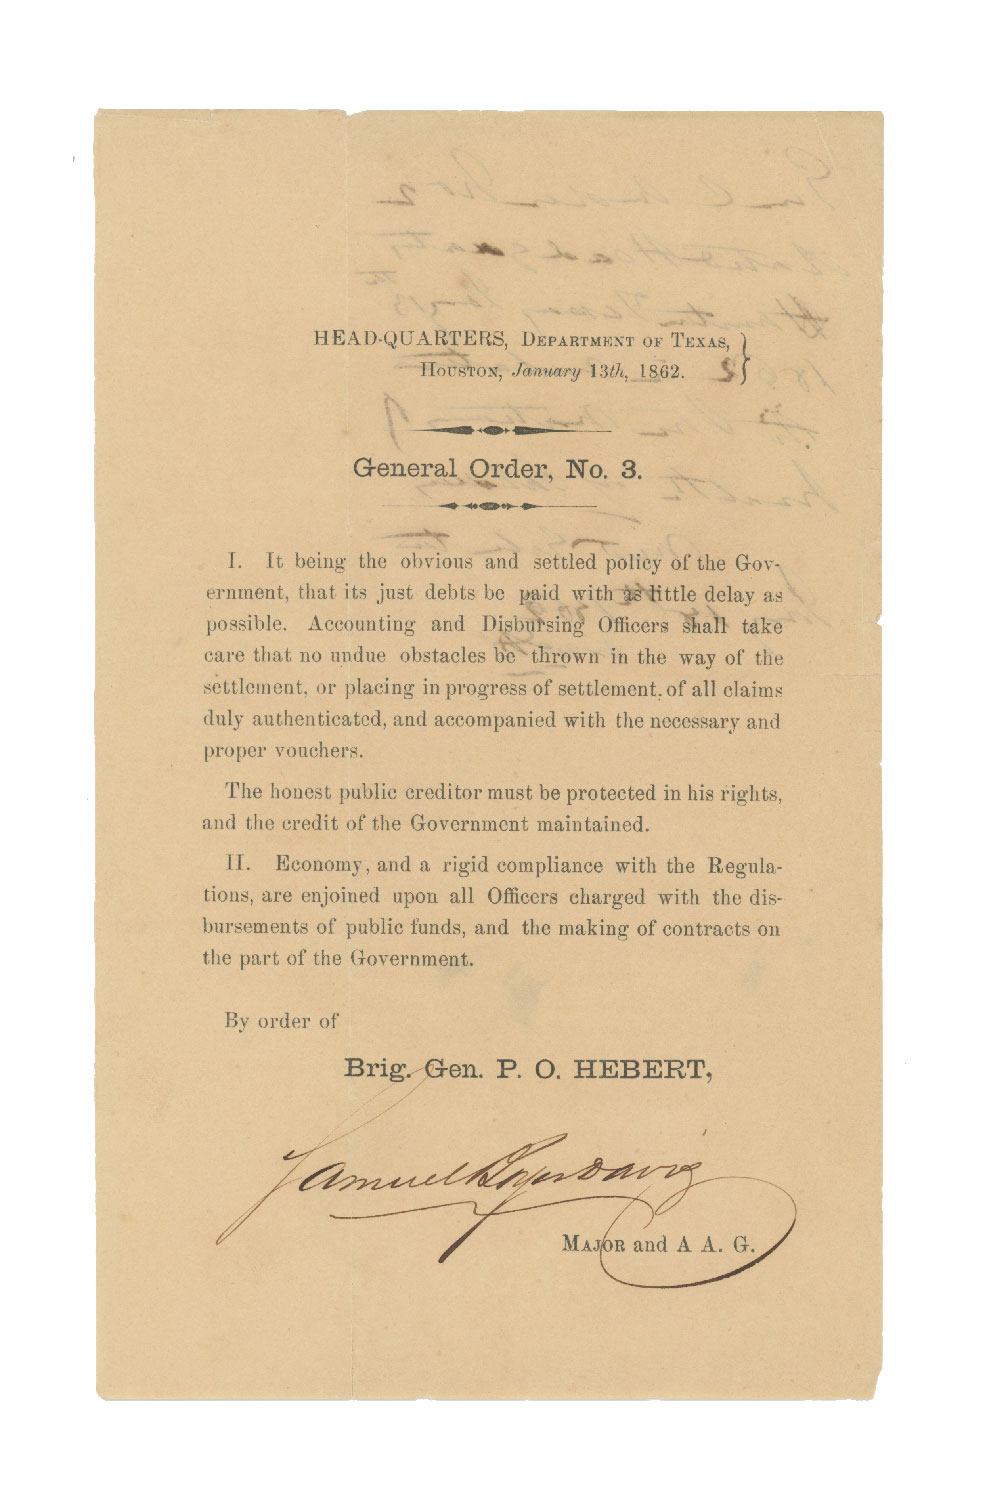 HEAD-QUARTERS, DEPARTMENT OF TEXAS,
HOUSTON, January 13th, 1862.
General Order, No. 3.
I. It being the obvious and settled policy of the Gov-
ernment, that its just debts be paid with as little delay as
possible. Accounting and Disbursing Officers shall take
care that no undue obstacles be thrown in the way of the
settlement, or placing in progress of settlement, of all claims
duly authenticated, and accompanied with the necessary and
proper vouchers.
The honest public creditor must be protected in his rights,
and the credit of the Government maintained.
II. Economy, and a rigid compliance with the Regula-
tions, are enjoined upon all Officers charged with the dis-
bursements of public funds, and the making of contracts on
the part of the Government.
By order of
Brig. Gen. P. O. HEBERT,
Samuel Boyer Davis
MAJOR and A A. G.